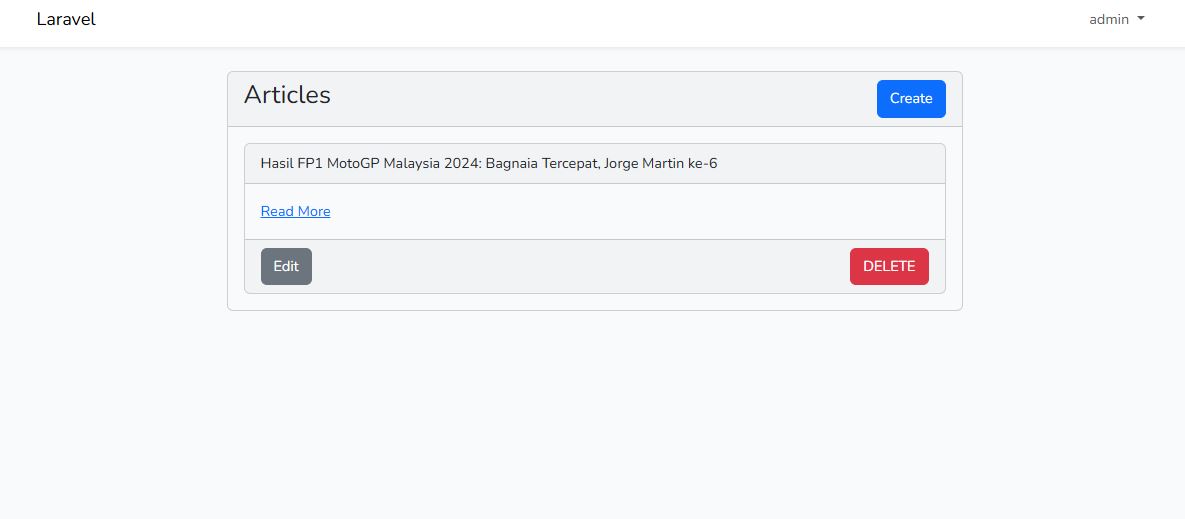 Laravel
admin
Articles
Create
Hasil FP1 MotoGP Malaysia 2024: Bagnaia Tercepat, Jorge Martin ke-6
Read More
Edit
DELETE